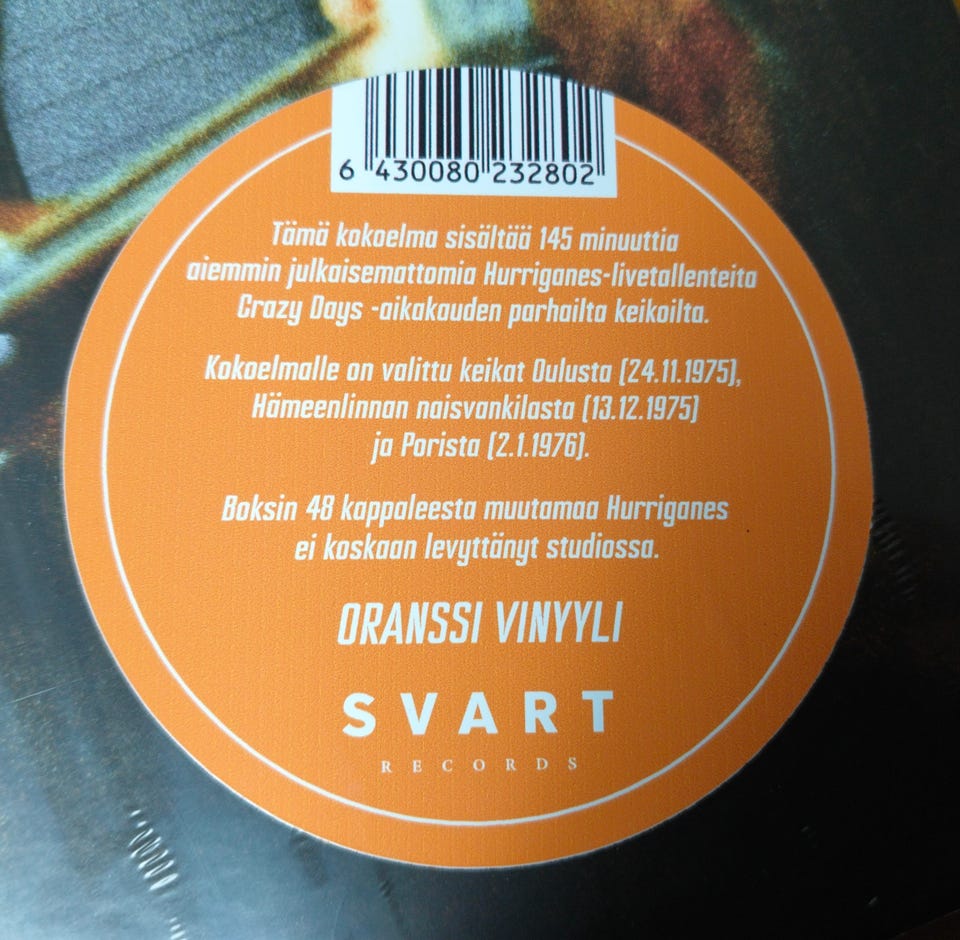 6 430080 232802
Tämä kokoelma sisältää 145 minuuttia
aiemmin julkaisemattomia Hurriganes-livetallenteita
Crazy Days -aikakauden parhailta keikoilta.
Kokoelmalle on valittu keikat Oulusta (24.11.1975),
Hämeenlinnan naisvankilasta (13.12.1975)
ja Porista (2.1.1976).
Boksin 48 kappaleesta muutamaa Hurriganes
ei koskaan levyttänyt studiossa.
ORANSSI VINYYLI
SVART
RECORDS